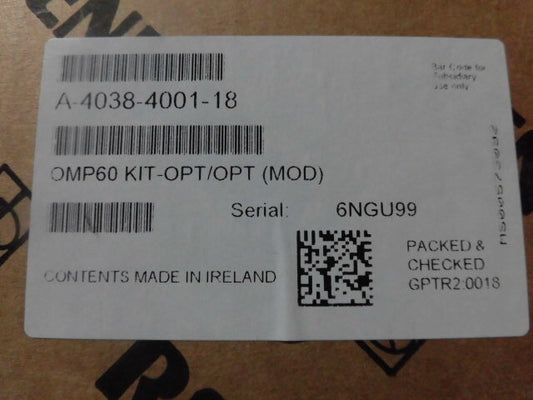 A-4038-4001-18
Bar Code for
Subsidiary
use only
OMP60 KIT-OPT/OPT (MOD)
Serial: 6NGU99
PACKED &
CHECKED
GPTR2:0018
CONTENTS MADE IN IRELAND